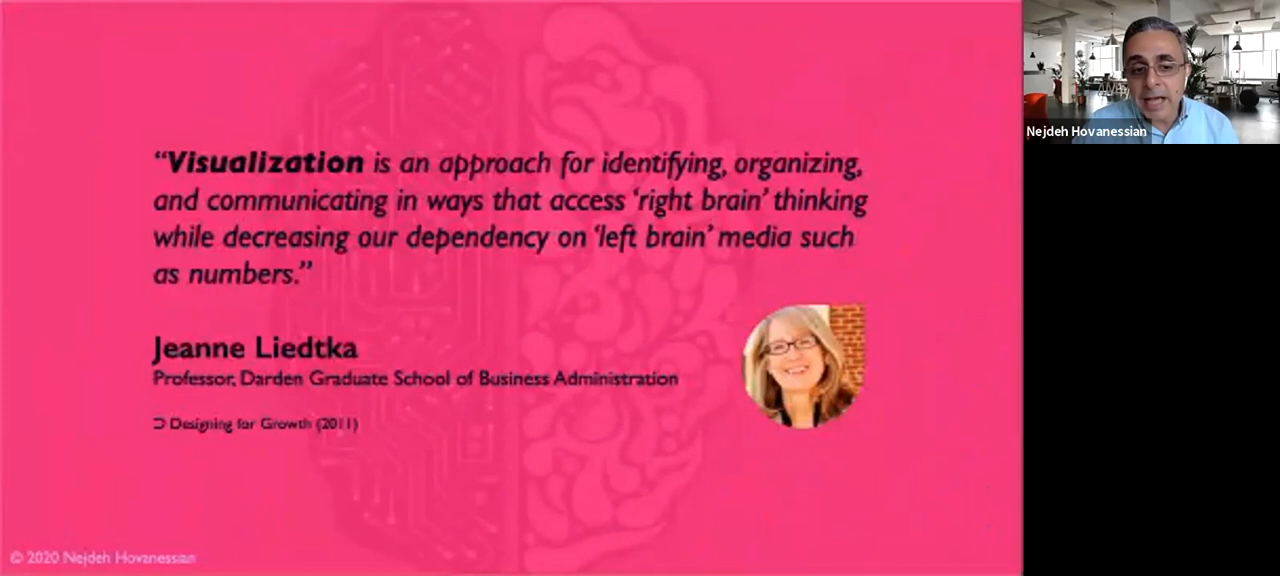 “Visualization is an approach for identifying, organizing,
and communicating in ways that access ‘right brain’ thinking
while decreasing our dependency on ‘left brain’ media such
as numbers.”
Jeanne Liedtka
Professor, Darden Graduate School of Business Administration
⊃ Designing for Growth (2011)
© 2020 Nejdeh Hovanessian
Nejdeh Hovanessian